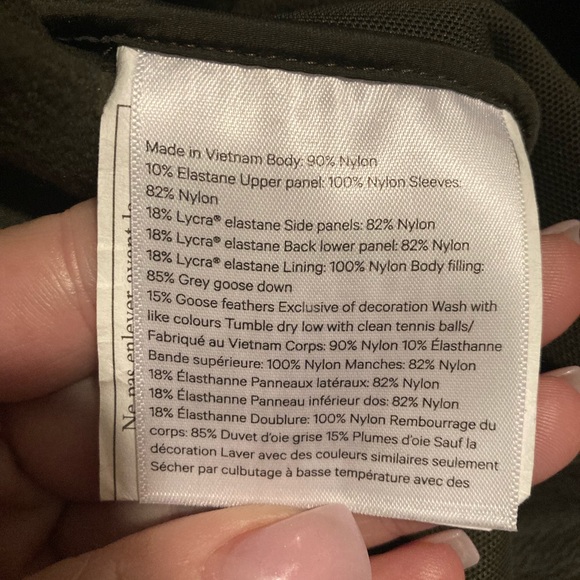 Made in Vietnam Body: 90% Nylon
10% Elastane Upper panel: 100% Nylon Sleeves:
82% Nylon
18% Lycra® elastane Side panels: 82% Nylon
18% Lycra® elastane Back lower panel: 82% Nylon
18% Lycra® elastane Lining: 100% Nylon Body filling:
85% Grey goose down
15% Goose feathers Exclusive of decoration Wash with
like colours Tumble dry low with clean tennis balls/
Fabriqué au Vietnam Corps: 90% Nylon 10% Élasthanne
Bande supérieure: 100% Nylon Manches: 82% Nylon
18% Élasthanne Panneaux latéraux: 82% Nylon
18% Élasthanne Panneau inférieur dos: 82% Nylon
18% Élasthanne Doublure: 100% Nylon Rembourrage du
corps: 85% Duvet d'oie grise 15% Plumes d'oie Sauf la
décoration Laver avec des couleurs similaires seulement
Sécher par culbutage à basse température avec des
Ne pas enlever avant la